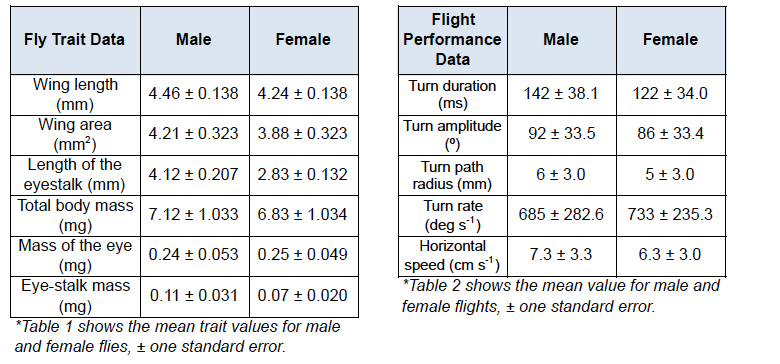 Fly Trait Data Male Female
Wing length
(mm) 4.46 ± 0.138 4.24 ± 0.138
Wing area
(mm²) 4.21 ± 0.323 3.88 ± 0.323
Length of the
eyestalk (mm) 4.12 ± 0.207 2.83 ± 0.132
Total body mass
(mg) 7.12 ± 1.033 6.83 ± 1.034
Mass of the eye
(mg) 0.24 ± 0.053 0.25 ± 0.049
Eye-stalk mass
(mg) 0.11 ± 0.031 0.07 ± 0.020
*Table 1 shows the mean trait values for male
and female flies, ± one standard error.
Flight
Performance
Data Male Female
Turn duration
(ms) 142 ± 38.1 122 ± 34.0
Turn amplitude
(º) 92 ± 33.5 86 ± 33.4
Turn path
radius (mm) 6 ± 3.0 5 ± 3.0
Turn rate
(deg s⁻¹) 685 ± 282.6 733 ± 235.3
Horizontal
speed (cm s⁻¹) 7.3 ± 3.3 6.3 ± 3.0
*Table 2 shows the mean value for male and
female flights, ± one standard error.